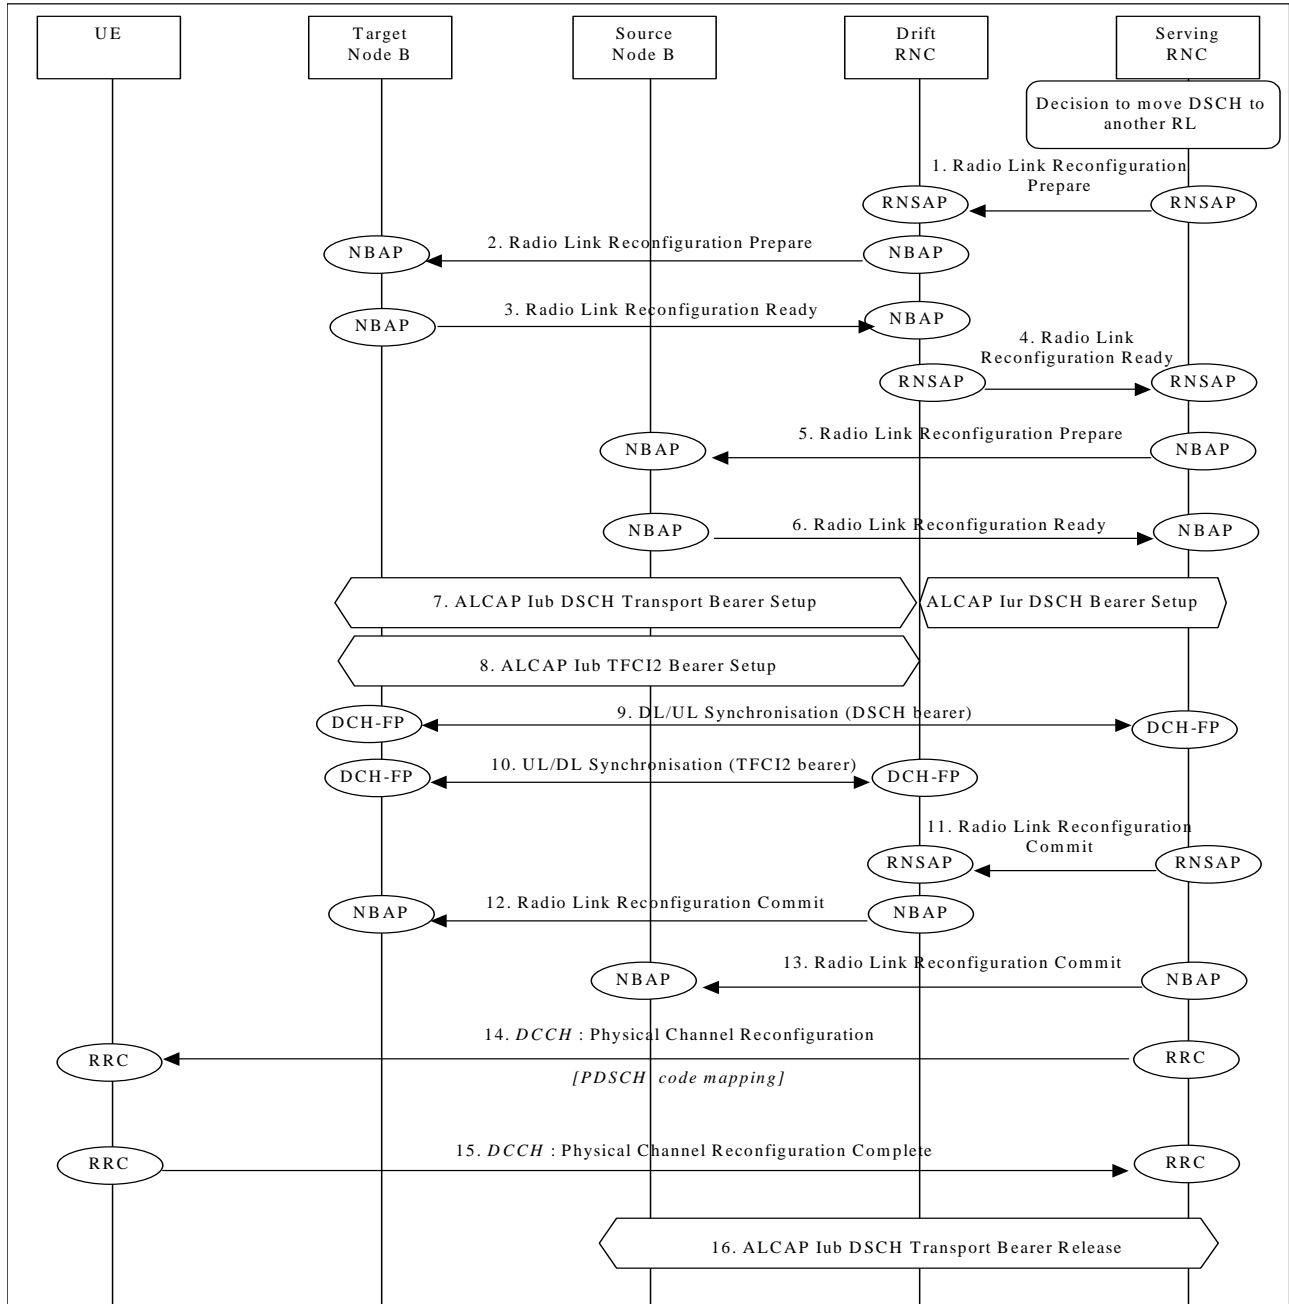 UE
Target
Node B
Source
Node B
Drift
RNC
Serving
RNC
Decision to move DSCH to
another RL
1. Radio Link Reconfiguration
Prepare
RNSAP
RNSAP
2. Radio Link Reconfiguration Prepare
NBAP
NBAP
3. Radio Link Reconfiguration Ready
NBAP
NBAP
4. Radio Link
Reconfiguration Ready
RNSAP
RNSAP
5. Radio Link Reconfiguration Prepare
NBAP
NBAP
6. Radio Link Reconfiguration Ready
NBAP
NBAP
7. ALCAP Iub DSCH Transport Bearer Setup
ALCAP Iur DSCH Bearer Setup
8. ALCAP Iub TFCI2 Bearer Setup
9. DL/UL Synchronisation (DSCH bearer)
DCH-FP
DCH-FP
10. UL/DL Synchronisation (TFCI2 bearer)
DCH-FP
DCH-FP
11. Radio Link Reconfiguration
Commit
RNSAP
RNSAP
12. Radio Link Reconfiguration Commit
NBAP
NBAP
13. Radio Link Reconfiguration Commit
NBAP
NBAP
14. DCCH : Physical Channel Reconfiguration
RRC
RRC
[PDSCH code mapping]
15. DCCH : Physical Channel Reconfiguration Complete
RRC
RRC
16. ALCAP Iub DSCH Transport Bearer Release